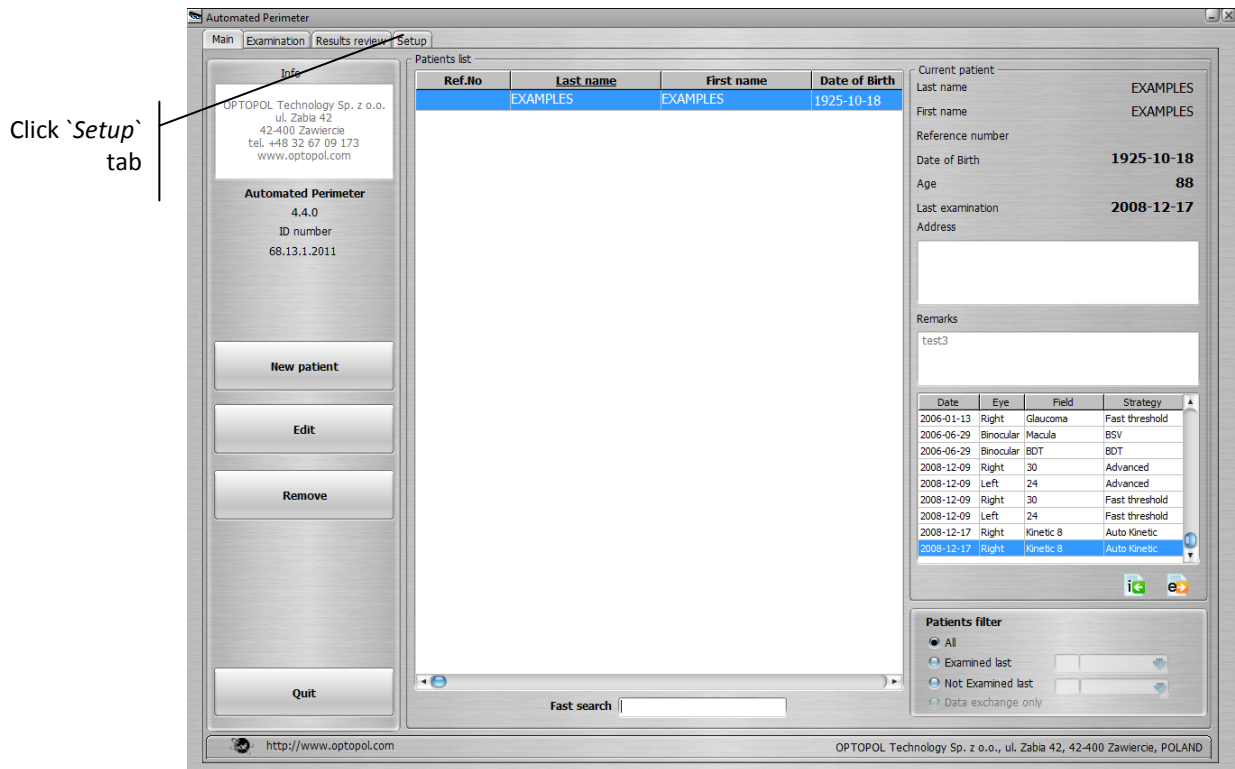 Automated Perimeter
Main Examination Results review Setup
Click `Setup`
tab
Info
OPTOPOL Technology Sp. z o.o.
ul. Zabia 42
42-400 Zawiercie
tel. +48 32 67 09 173
www.optopol.com
Automated Perimeter
4.4.0
ID number
68.13.1.2011
New patient
Edit
Remove
Quit
Patients list
Ref.No Last name First name Date of Birth
EXAMPLES EXAMPLES 1925-10-18
Fast search
Current patient
Last name EXAMPLES
First name EXAMPLES
Reference number
Date of Birth 1925-10-18
Age 88
Last examination 2008-12-17
Address
Remarks
test3
Date Eye Field Strategy
2006-01-13 Right Glaucoma Fast threshold
2006-06-29 Binocular Macula BSV
2006-06-29 Binocular BDT BDT
2008-12-09 Right 30 Advanced
2008-12-09 Left 24 Advanced
2008-12-09 Right 30 Fast threshold
2008-12-09 Left 24 Fast threshold
2008-12-17 Right Kinetic 8 Auto Kinetic
2008-12-17 Right Kinetic 8 Auto Kinetic
i e
Patients filter
All
Examined last
Not Examined last
Data exchange only
http://www.optopol.com
OPTOPOL Technology Sp. z o.o., ul. Zabia 42, 42-400 Zawiercie, POLAND